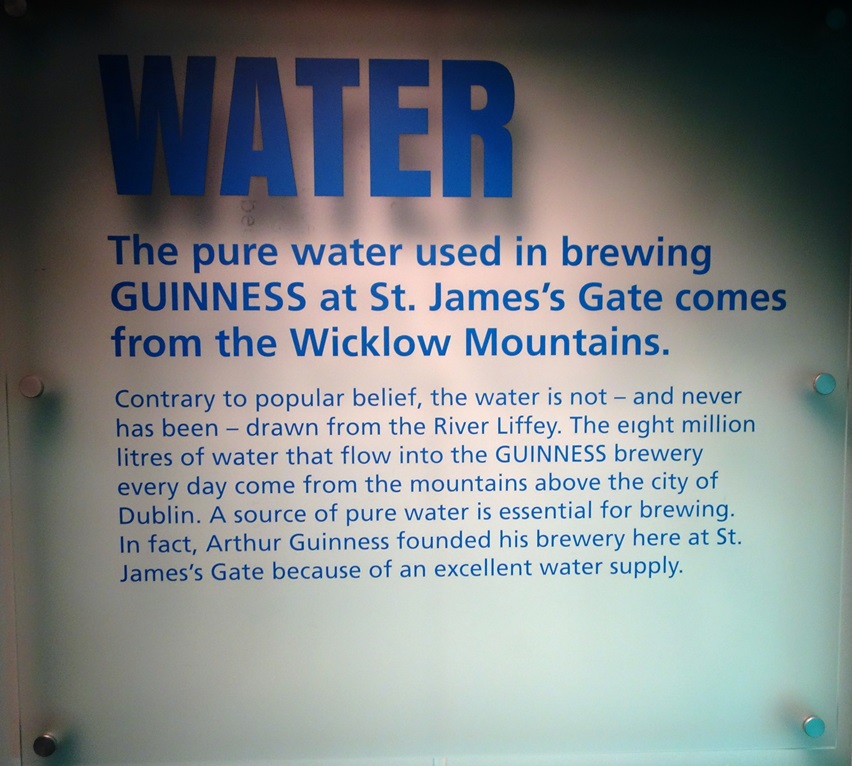 WATER
The pure water used in brewing
GUINNESS at St. James's Gate comes
from the Wicklow Mountains.
Contrary to popular belief, the water is not – and never
has been – drawn from the River Liffey. The eıght million
litres of water that flow into the GUINNESS brewery
every day come from the mountains above the city of
Dublin. A source of pure water is essential for brewing.
In fact, Arthur Guinness founded his brewery here at St.
James's Gate because of an excellent water supply.